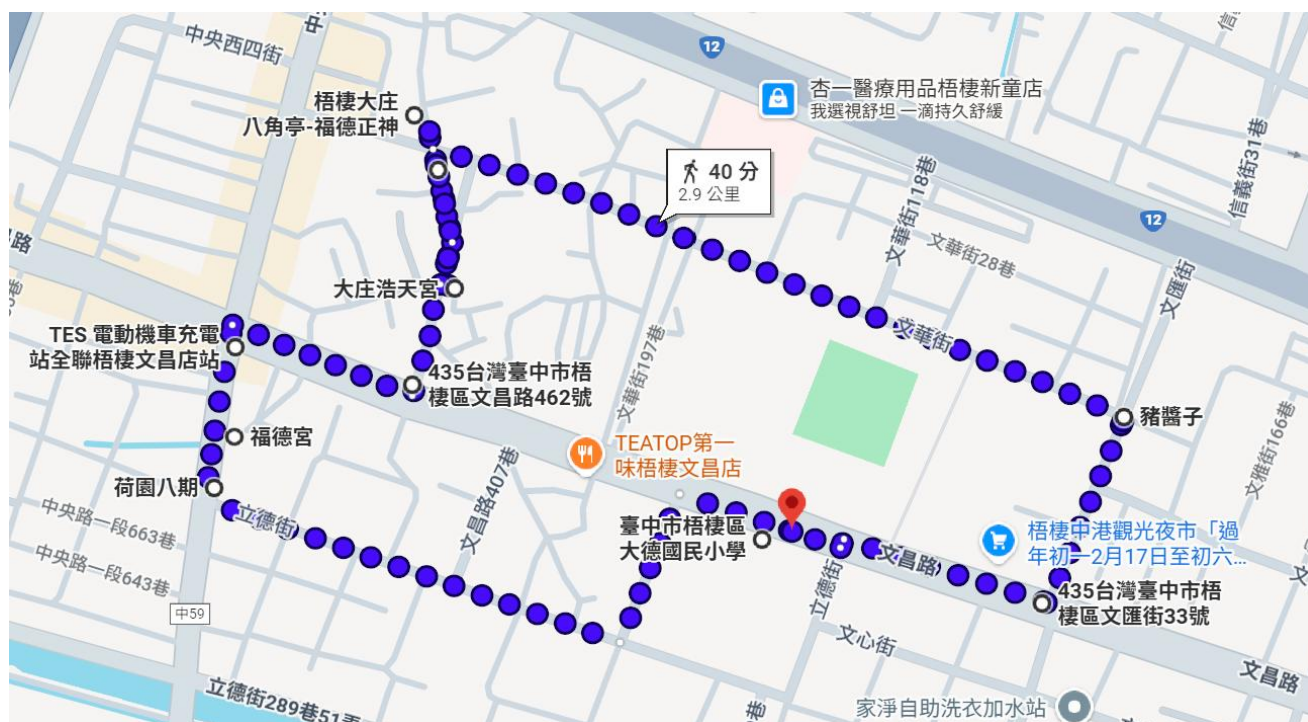 12
中央西四街
信義街31巷
杏一醫療用品梧棲新童店
我選視舒坦 一滴持久舒緩
梧棲大庄
八角亭-福德正神
40 分
2.9 公里
文華街118巷
12
文華街28巷
文匯街
大庄浩天宮
TES 電動機車充電
站全聯梧棲文昌店站
文華街197巷
文華街
435台灣臺中市梧
棲區文昌路462號
豬醬子
福德宮
TEATOP第一
味梧棲文昌店
文雅街166巷
荷園八期
文昌路407巷
中央路一段663巷
立德街
臺中市梧棲區
大德國民小學
梧棲中港觀光夜市「過
年初一2月17日至初六...
文昌路
中央路一段643巷
立德街
435台灣臺中市梧
棲區文匯街33號
中59
文心街
文昌路
立德街289巷51弄
家淨自助洗衣加水站